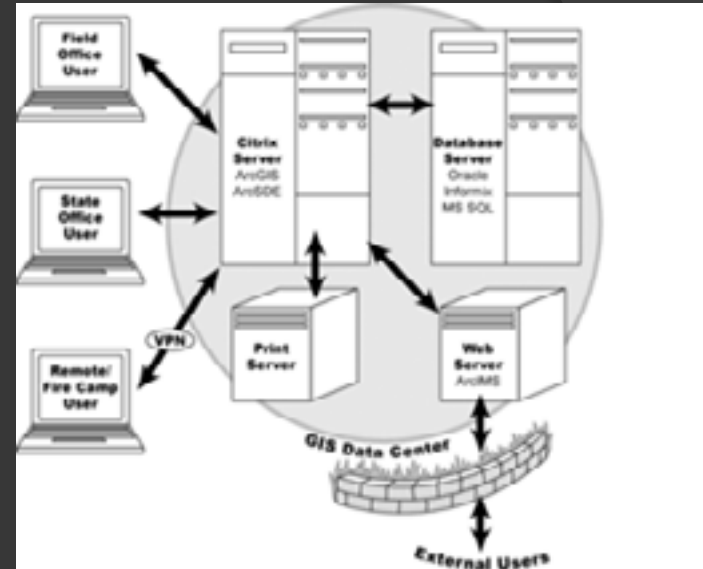 Field
Office
User
Citrix
Server
ArcGIS
ArcSDE
Database
Server
Oracle
Informix
MS SQL
State
Office
User
VPN
Remote/
Fire Camp
User
Print
Server
Web
Server
ArcIMS
GIS Data Center
External Users